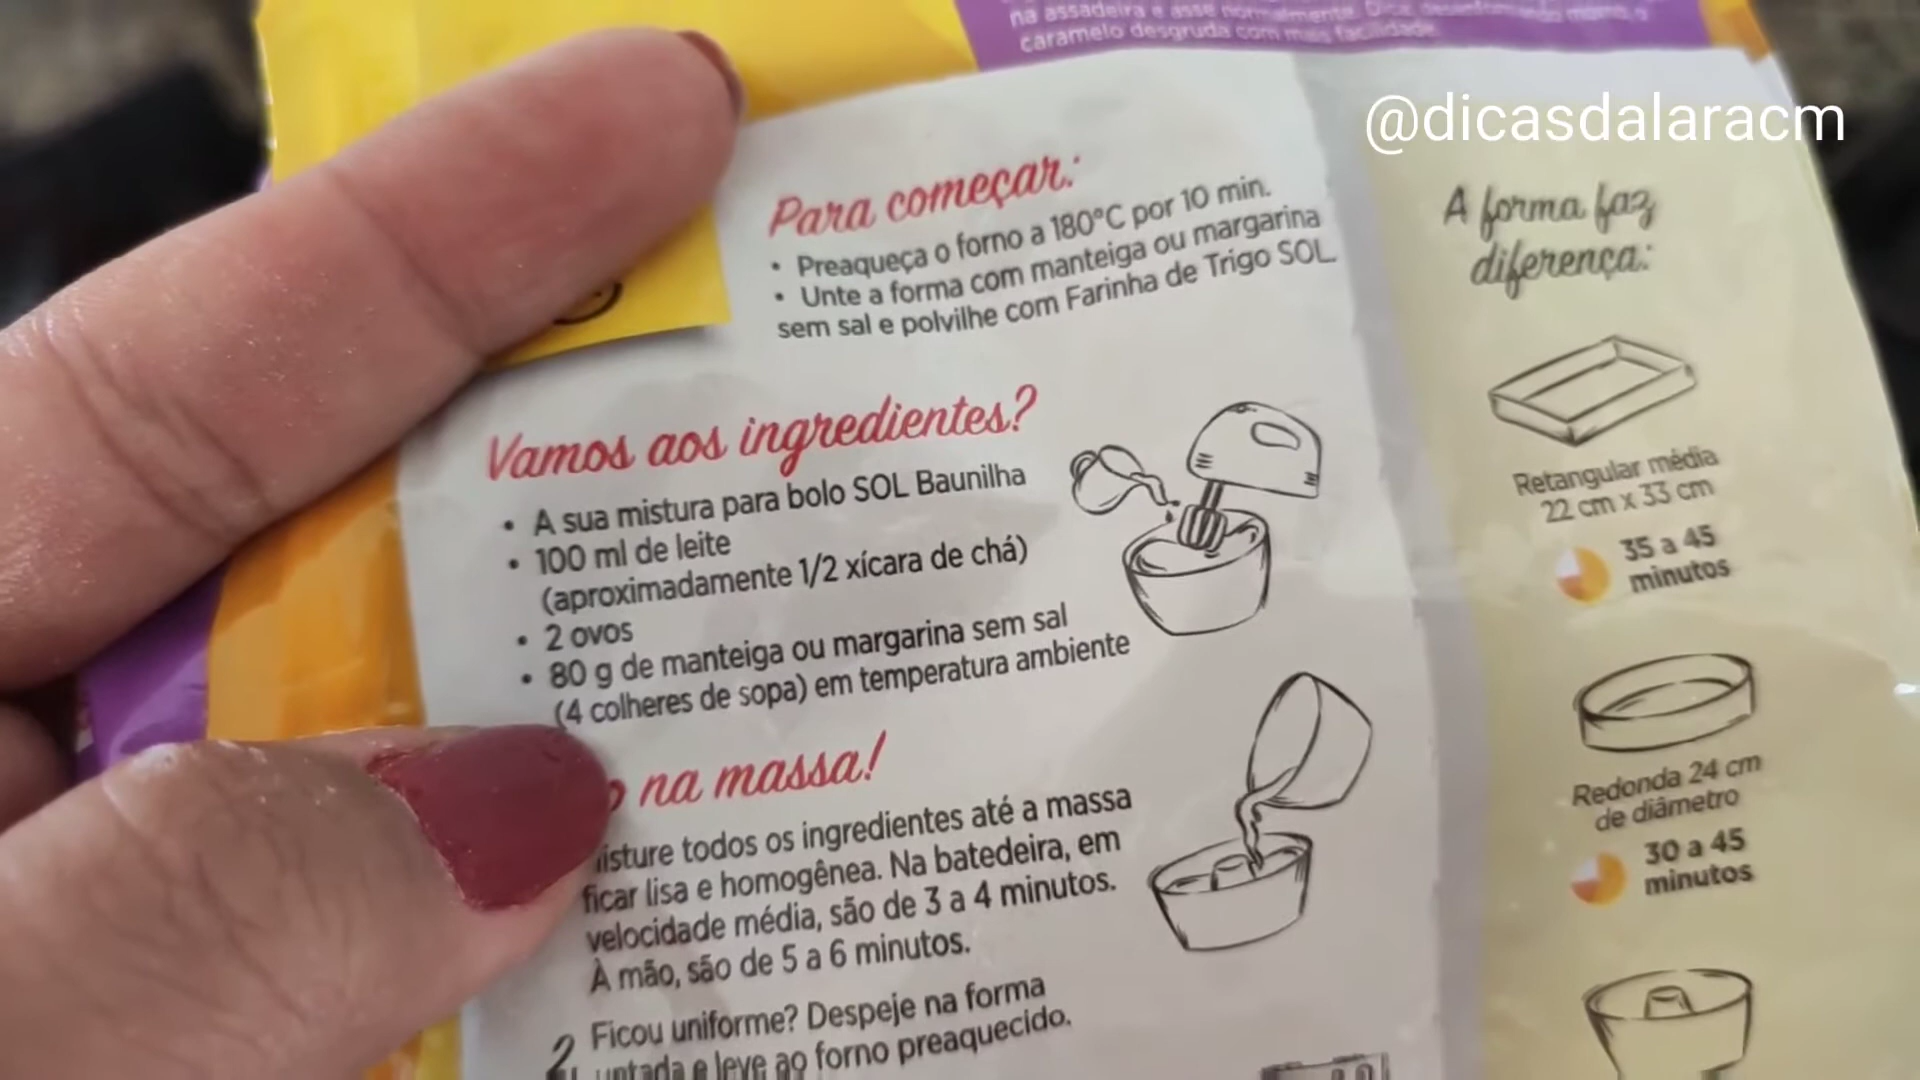 na assadeira e asse normalmente. Dica: desenformando morno, o
caramelo desgruda com mais facilidade.
@dicasdalaracm
Para começar:
• Preaqueça o forno a 180°C por 10 min.
• Unte a forma com manteiga ou margarina
sem sal e polvilhe com Farinha de Trigo SOL.
Vamos aos ingredientes?
• A sua mistura para bolo SOL Baunilha
• 100 ml de leite
(aproximadamente 1/2 xícara de chá)
• 2 ovos
• 80 g de manteiga ou margarina sem sal
(4 colheres de sopa) em temperatura ambiente
o na massa!
isture todos os ingredientes até a massa
ficar lisa e homogênea. Na batedeira, em
velocidade média, são de 3 a 4 minutos.
À mão, são de 5 a 6 minutos.
2 Ficou uniforme? Despeje na forma
untada e leve ao forno preaquecido.
A forma faz
diferença:
Retangular média
22 cm x 33 cm
35 a 45
minutos
Redonda 24 cm
de diâmetro
30 a 45
minutos